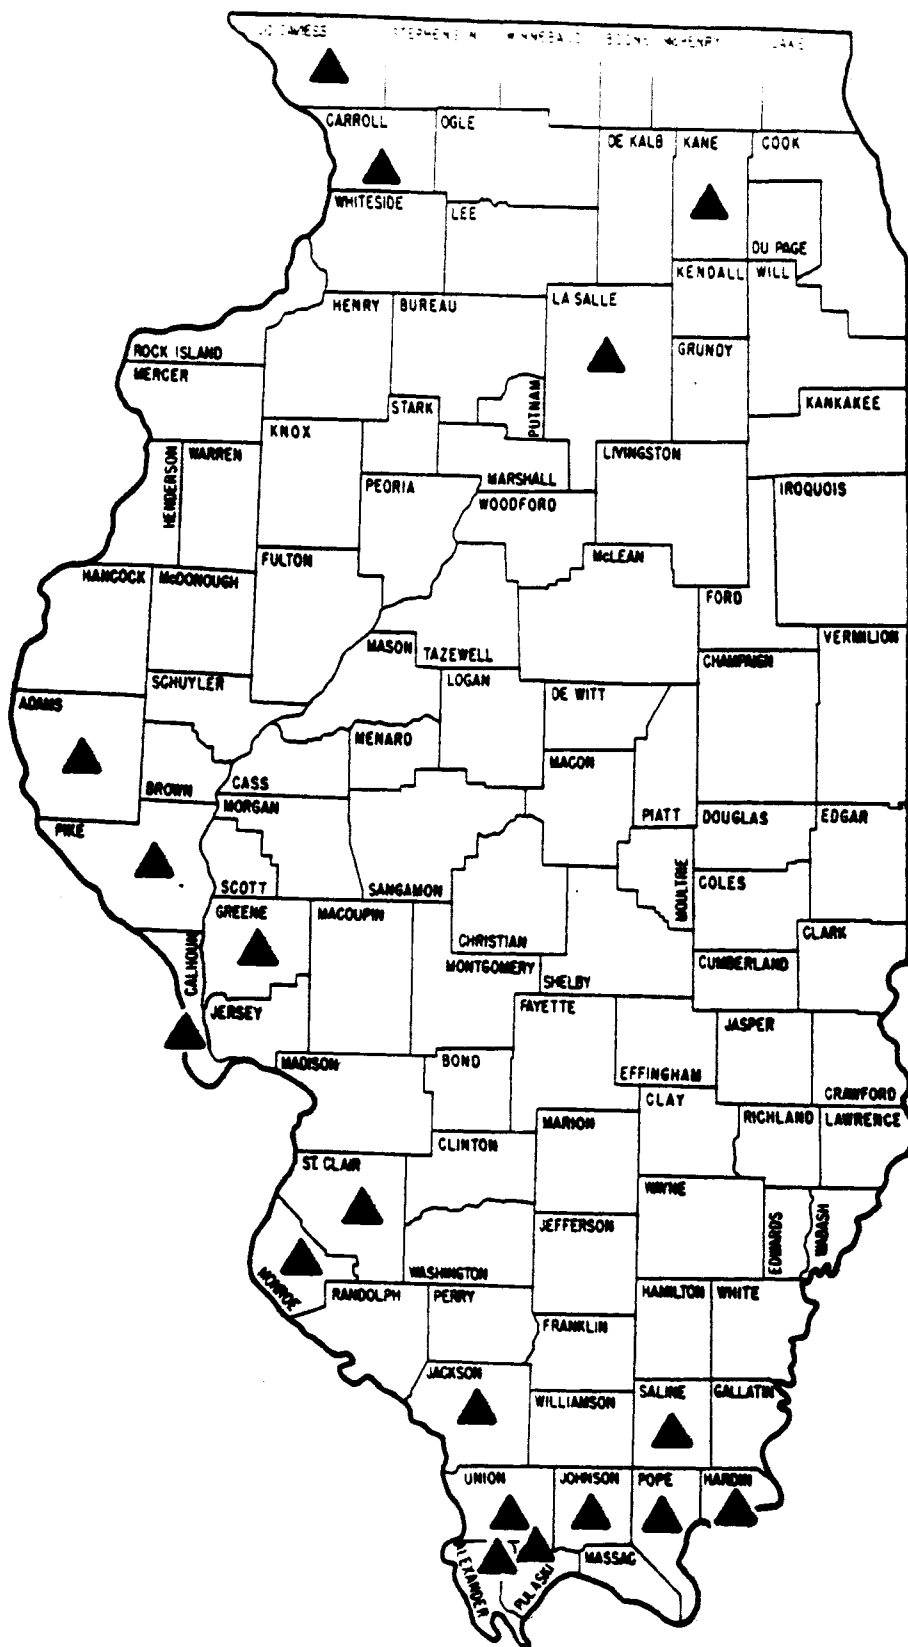 STEPHENSON WINNEBAGO BOONE McHENRY LAKE
CARROLL OGLE DE KALB KANE COOK
WHITESIDE LEE DU PAGE
KENDALL WILL
HENRY BUREAU LA SALLE
ROCK ISLAND GRUNDY
MERCER
STARK PUTNAM KANKAKEE
KNOX
HENDERSON WARREN LIVINGSTON
PEORIA MARSHALL IROQUOIS
WOODFORD
FULTON McLEAN
HANCOCK McDONOUGH FORD
MASON TAZEWELL VERMILION
SCHUYLER LOGAN CHAMPAIGN
ADAMS DE WITT
MENARD
BROWN CASS MACON
MORGAN
PIKE PIATT DOUGLAS EDGAR
SCOTT SANGAMON MOULTRIE COLES
GREENE MACOUPIN
CALHOUN CHRISTIAN CLARK
MONTGOMERY CUMBERLAND
SHELBY
JERSEY FAYETTE JASPER
MADISON BOND EFFINGHAM
CLAY CRAWFORD
MARION RICHLAND LAWRENCE
CLINTON
ST. CLAIR WAYNE
JEFFERSON EDWARDS WABASH
WASHINGTON
MONROE RANDOLPH PERRY HAMILTON WHITE
FRANKLIN
JACKSON SALINE GALLATIN
WILLIAMSON
UNION JOHNSON POPE HARDIN
ALEXANDER PULASKI MASSAC